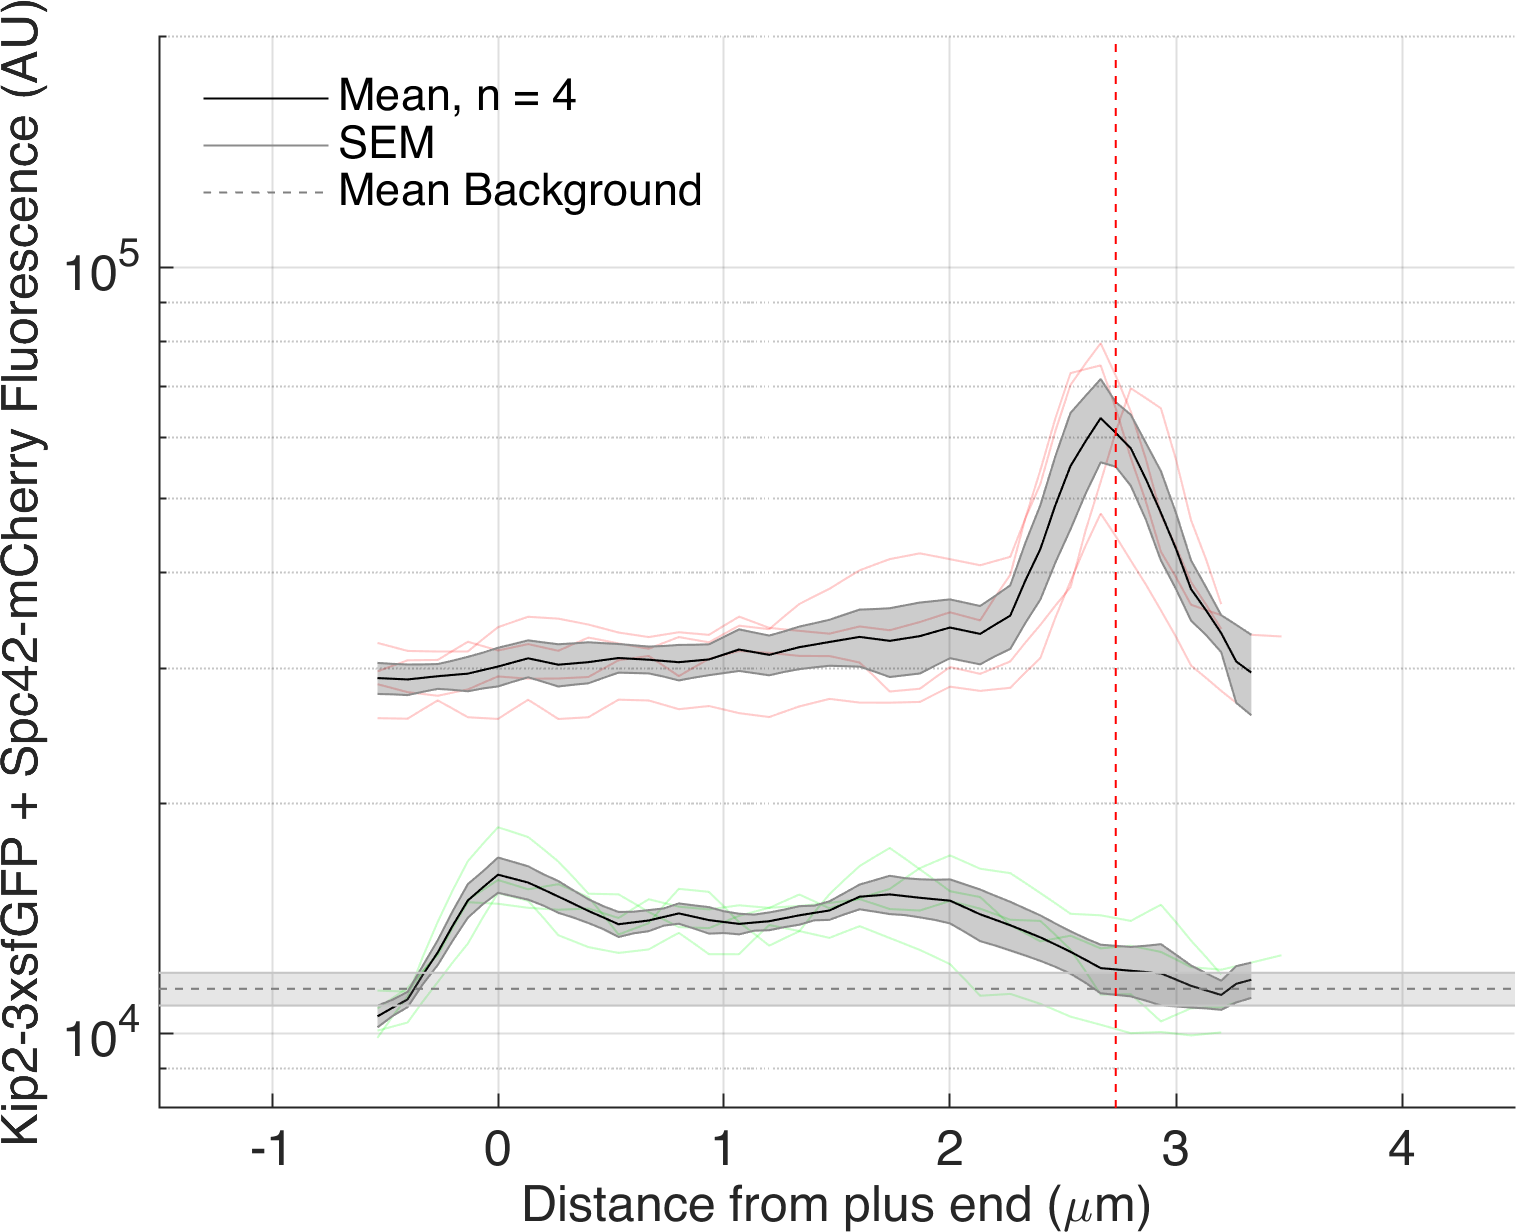 Kip2-3xsfGFP + Spc42-mCherry Fluorescence (AU)
Mean, n = 4
SEM
Mean Background
10^5
10^4
-1 0 1 2 3 4
Distance from plus end (μm)